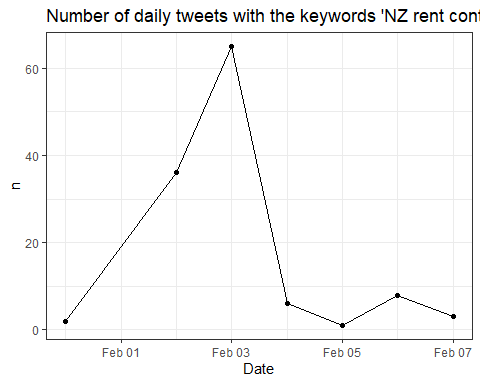 Number of daily tweets with the keywords 'NZ rent cont
60
40
20
0
n
Feb 01 Feb 03 Feb 05 Feb 07
Date